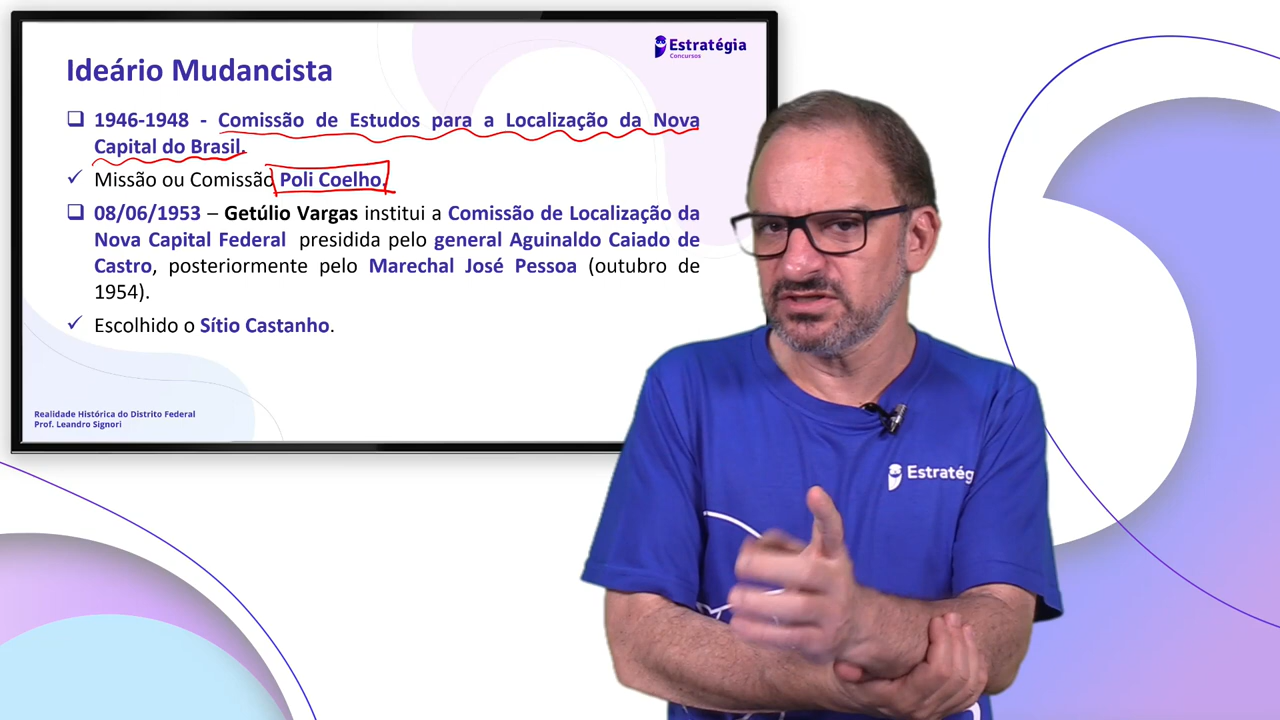 Estratégia
Concursos
Ideário Mudancista
❑ 1946-1948 - Comissão de Estudos para a Localização da Nova
Capital do Brasil.
✓ Missão ou Comissão Poli Coelho.
❑ 08/06/1953 – Getúlio Vargas institui a Comissão de Localização da
Nova Capital Federal presidida pelo general Aguinaldo Caiado de
Castro, posteriormente pelo Marechal José Pessoa (outubro de
1954).
✓ Escolhido o Sítio Castanho.
Realidade Histórica do Distrito Federal
Prof. Leandro Signori
Estratég